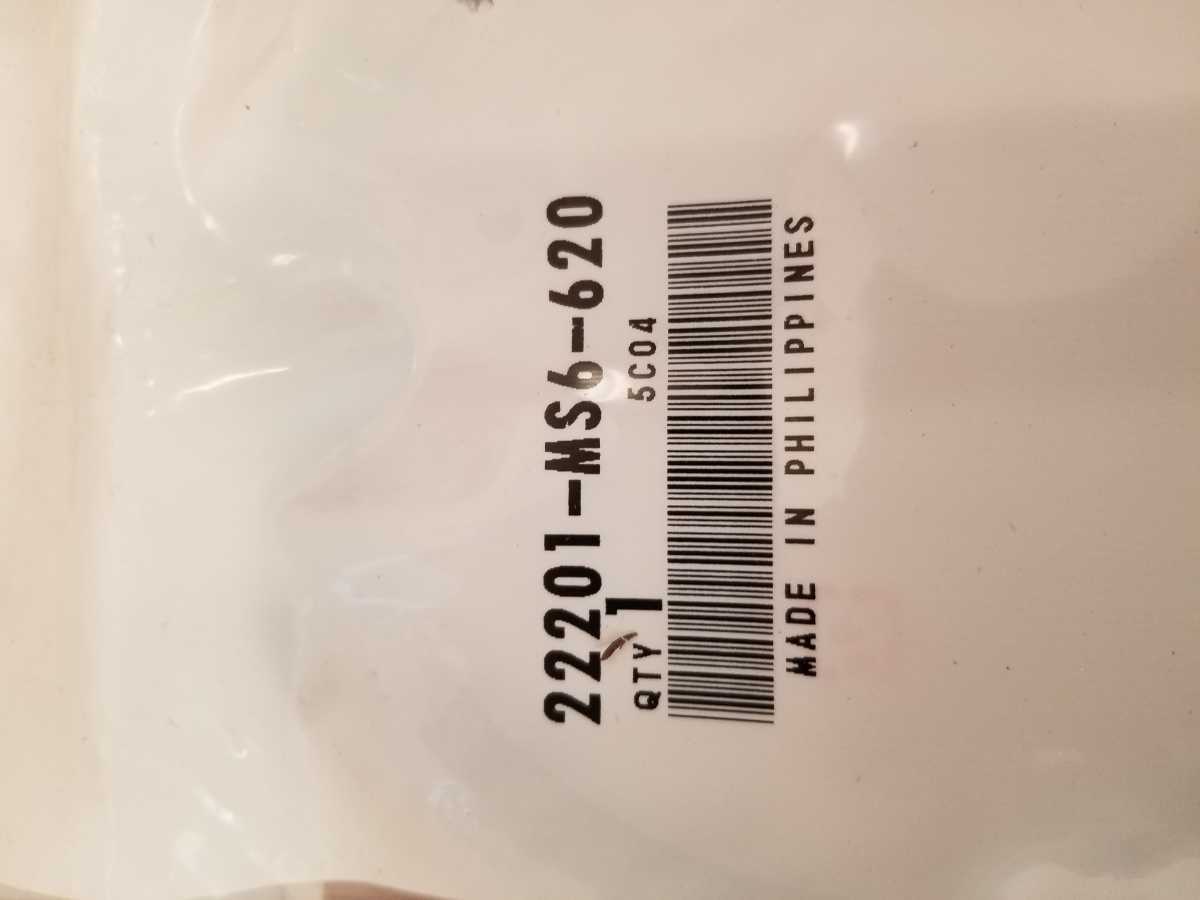 22201-MS6-620
QTY 1 5C04
MADE IN PHILIPPINES